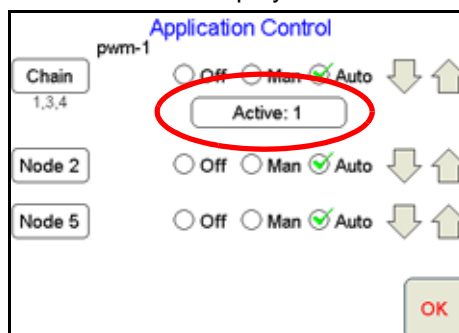 Application Control
pwm-1
Chain Off Man Auto
1,3,4
Active: 1
Node 2 Off Man Auto
Node 5 Off Man Auto
OK